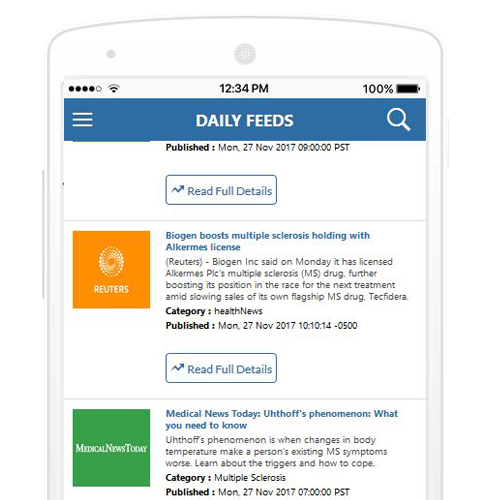 12:34 PM 100%
DAILY FEEDS
Published : Mon, 27 Nov 2017 09:00:00 PST
Read Full Details
Biogen boosts multiple sclerosis holding with
Alkermes license
(Reuters) - Biogen Inc said on Monday it has licensed
Alkermes Plc's multiple sclerosis (MS) drug, further
boosting its position in the race for the next treatment
amid slowing sales of its own flagship MS drug, Tecfidera.
Category : healthNews
Published : Mon, 27 Nov 2017 10:10:14 -0500
REUTERS
Read Full Details
Medical News Today: Uhthoff's phenomenon: What
you need to know
Uhthoff's phenomenon is when changes in body
temperature make a person's existing MS symptoms
worse. Learn about the triggers and how to cope.
Category : Multiple Sclerosis
Published : Mon, 27 Nov 2017 07:00:00 PST
MEDICALNEWSTODAY